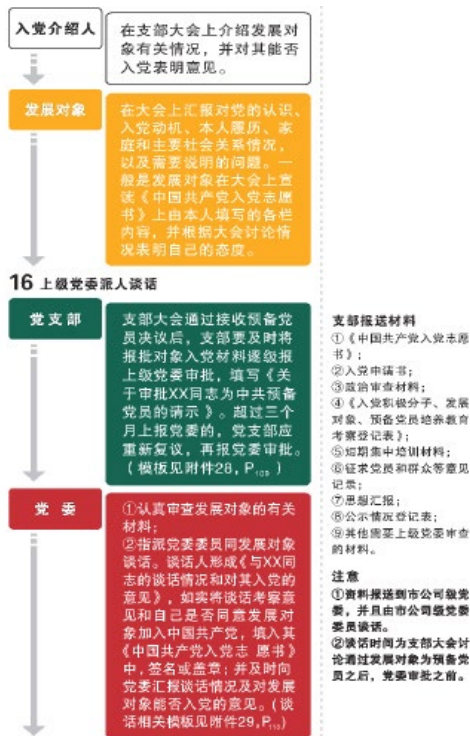 入党介绍人
在支部大会上介绍发展对
象有关情况，并对其能否
入党表明意见。
发展对象
在大会上汇报对党的认识、
入党动机、本人履历、家
庭和主要社会关系情况，
以及需要说明的问题。一
般是发展对象在大会上宣
读《中国共产党入党志愿
书》上由本人填写的各栏
内容，并根据大会讨论情
况表明自己的态度。
16 上级党委派人谈话
党支部
支部大会通过接收预备党
员决议后，支部要及时将
报批对象入党材料逐级报
上级党委审批，填写《关
于审批XX同志为中共预备
党员的请示 》。超过三个
月上报党委的，党支部应
重新复议，再报党委审批。
（模板见附件28，P109 ）
党 委
①认真审查发展对象的有关
材料；
②指派党委委员同发展对象
谈话。谈话人形成《与XX同
志的谈话情况和对其入党的
意见》，如实将谈话考察意
见和自己是否同意发展对
象加入中国共产党，填入其
《中国共产党入党志 愿书》
中，签名或盖章；并及时向
党委汇报谈话情况及对发展
对象能否入党的意见。(谈
话相关模板见附件29，P110)
支部报送材料
①《中国共产党入党志愿
书》；
②入党申请书；
③政治审查材料；
④《入党积极分子、发展
对象、预备党员培养教育
考察登记表》；
⑤短期集中培训材料；
⑥征求党员和群众等意见
记录；
⑦思想汇报；
⑧公示情况登记表；
⑨其他需要上级党委审查
的材料。
注意
①资料报送到市公司级党
委，并且由市公司级党委
委员谈话。
②谈话时间为支部大会讨
论通过发展对象为预备党
员之后，党委审批之前。